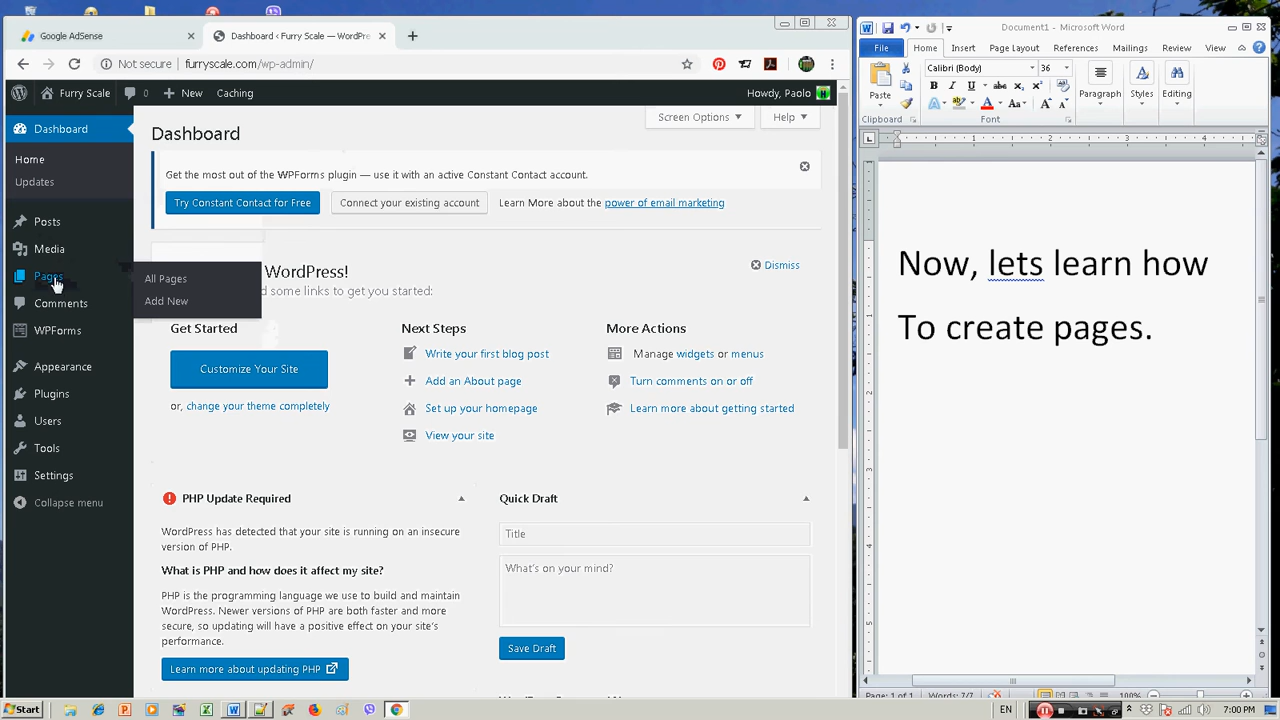 Google AdSense
Dashboard ‹ Furry Scale — WordPre
Not secure
furryscale.com/wp-admin/
Furry Scale
0
New
Caching
Howdy, Paolo
Dashboard
Home
Updates
Posts
Media
Pages
All Pages
Add New
Comments
WPForms
Appearance
Plugins
Users
Tools
Settings
Collapse menu
Dashboard
Screen Options
Help
Get the most out of the WPForms plugin — use it with an active Constant Contact account.
Try Constant Contact for Free
Connect your existing account
Learn More about the power of email marketing
WordPress!
Dismiss
d some links to get you started:
Get Started
Customize Your Site
or, change your theme completely
Next Steps
Write your first blog post
Add an About page
Set up your homepage
View your site
More Actions
Manage widgets or menus
Turn comments on or off
Learn more about getting started
PHP Update Required
WordPress has detected that your site is running on an insecure
version of PHP.
What is PHP and how does it affect my site?
PHP is the programming language we use to build and maintain
WordPress. Newer versions of PHP are both faster and more
secure, so updating will have a positive effect on your site's
performance.
Learn more about updating PHP
Quick Draft
Title
What's on your mind?
Save Draft
Document1 - Microsoft Word
File
Home
Insert
Page Layout
References
Mailings
Review
View
Paste
Clipboard
Calibri (Body)
36
Font
Paragraph
Styles
Editing
Now, lets learn how
To create pages.
Page: 1 of 1
Words: 7/7
100%
Start
EN
7:00 PM